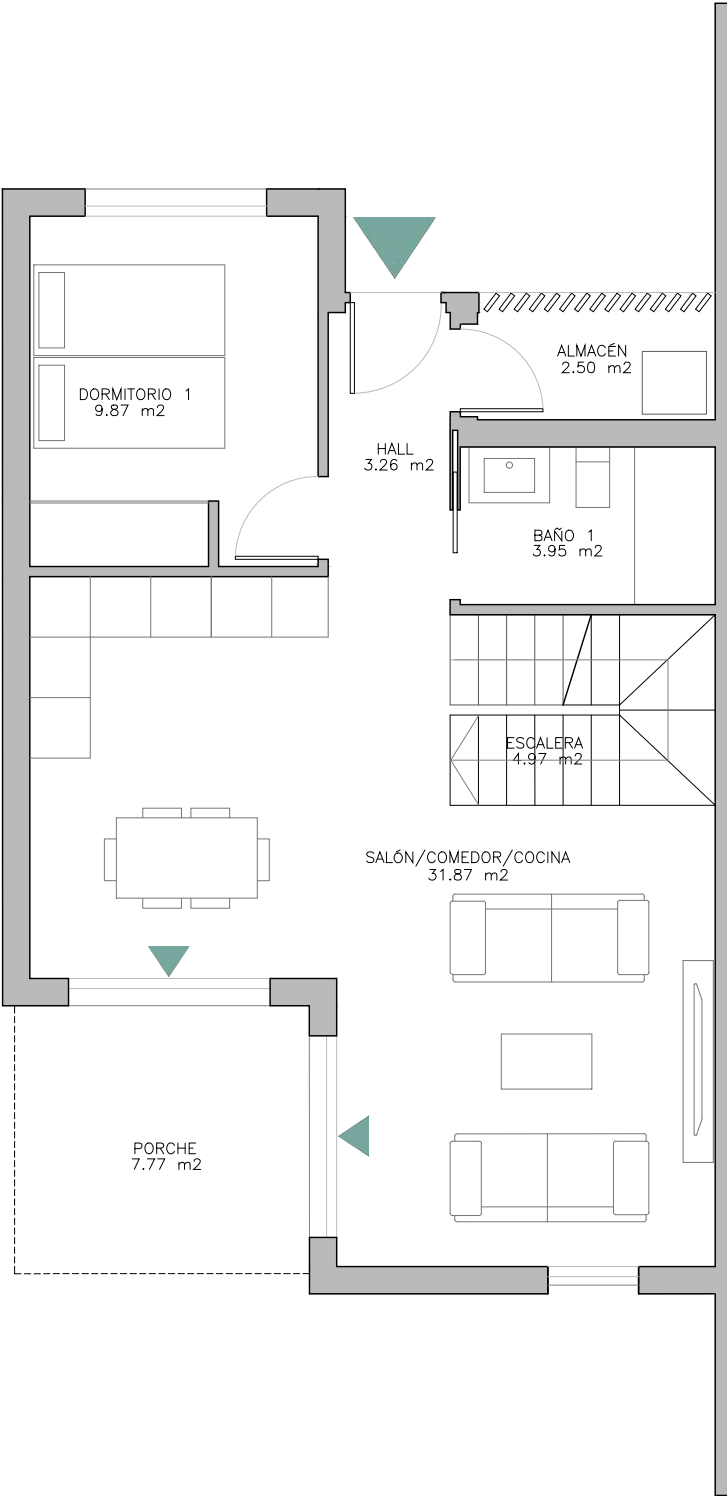 ALMACÉN
2.50 m2
DORMITORIO 1
9.87 m2
HALL
3.26 m2
BAÑO 1
3.95 m2
ESCALERA
4.97 m2
SALÓN/COMEDOR/COCINA
31.87 m2
PORCHE
7.77 m2